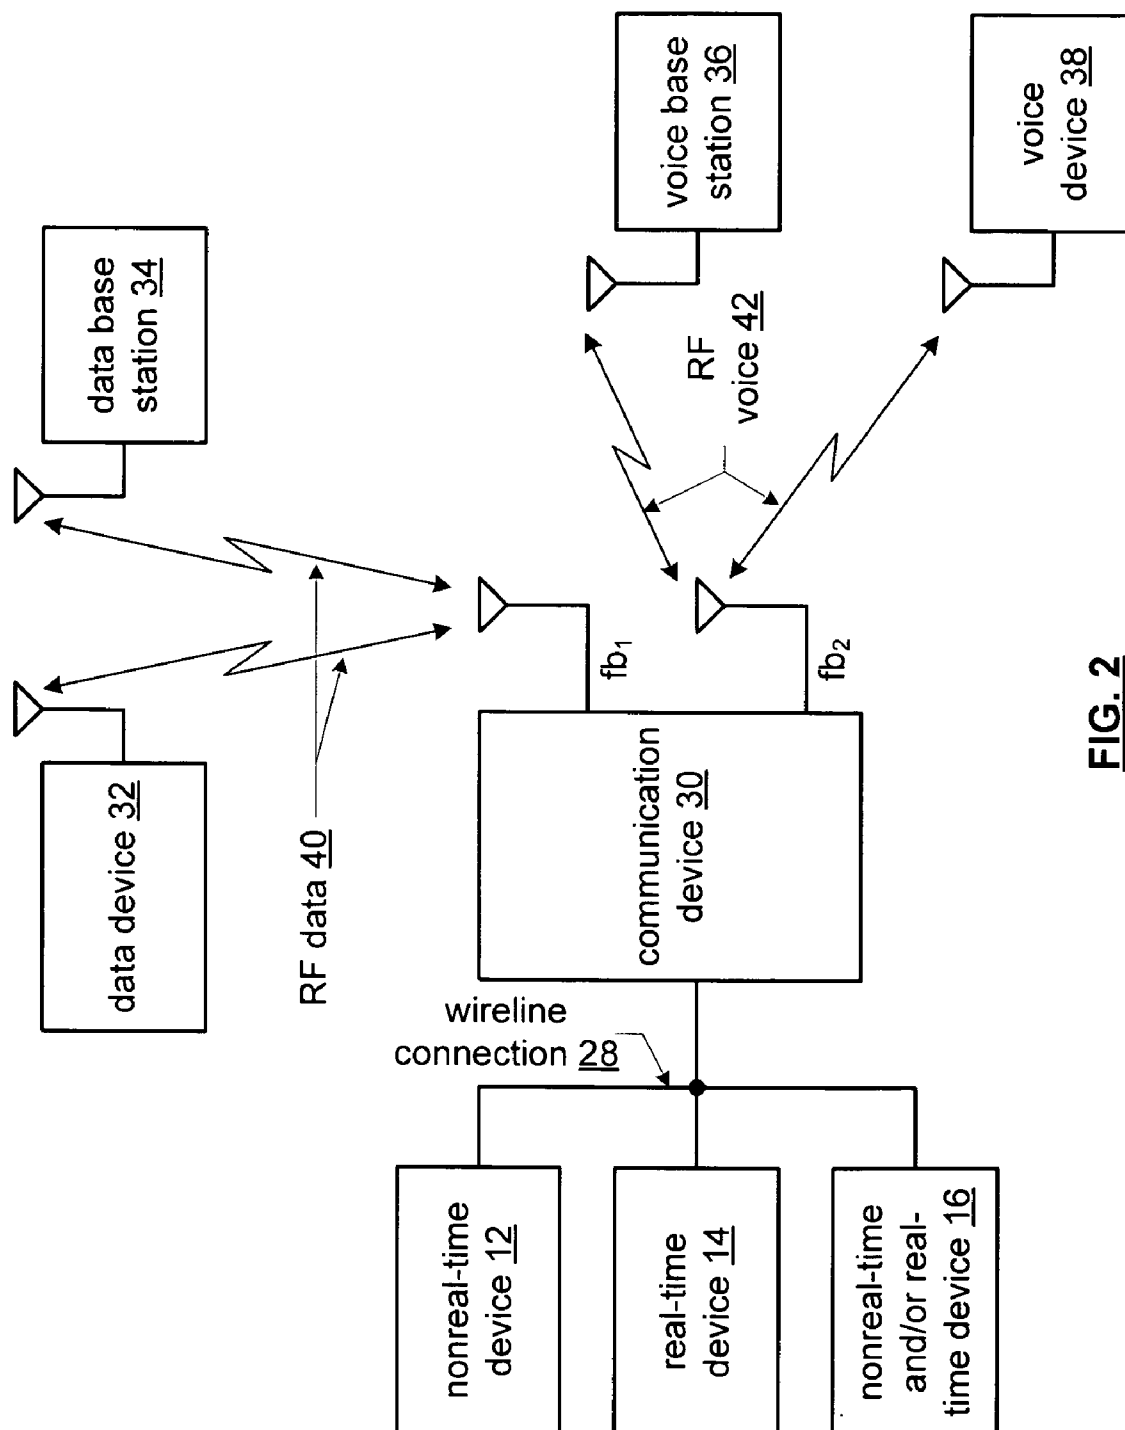 data device 32
data base
station 34
RF data 40
wireline
connection 28
nonreal-time
device 12
real-time
device 14
nonreal-time
and/or real-
time device 16
communication
device 30
fb1
fb2
RF
voice 42
voice base
station 36
voice
device 38
FIG. 2